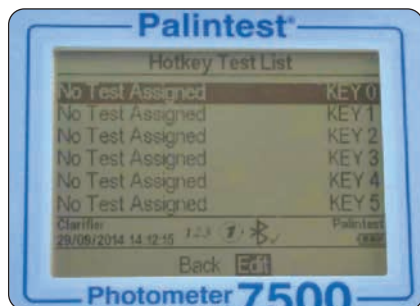 Palintest®
Hotkey Test List
No Test Assigned KEY 0
No Test Assigned KEY 1
No Test Assigned KEY 2
No Test Assigned KEY 3
No Test Assigned KEY 4
No Test Assigned KEY 5
Clarifier Palintest
29/09/2014 14:12:15 123 1
Back Edit
Photometer 7500